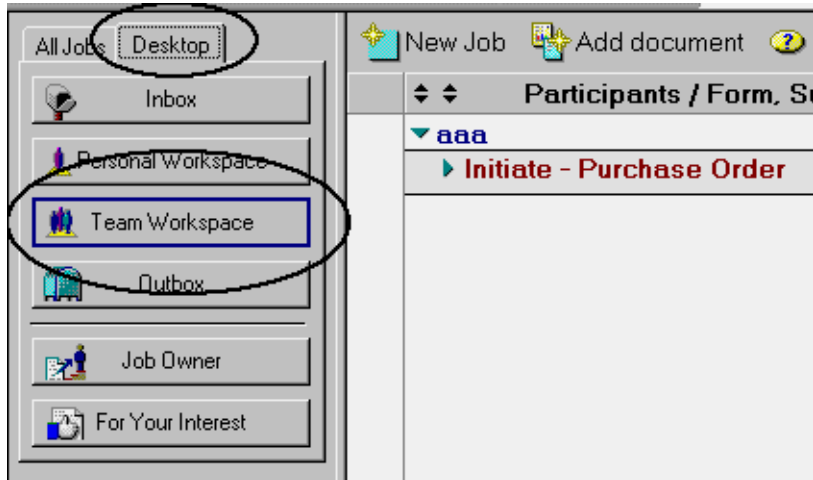 All Jobs Desktop
Inbox
Personal Workspace
Team Workspace
Outbox
Job Owner
For Your Interest
New Job Add document
Participants / Form,
aaa
Initiate - Purchase Order